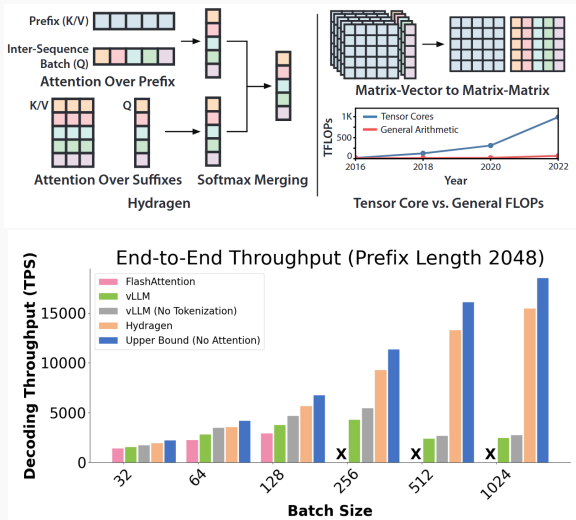 Prefix (K/V)
Inter-Sequence
Batch (Q)
Attention Over Prefix
K/V
Q
Attention Over Suffixes
Softmax Merging
Hydragen
Matrix-Vector to Matrix-Matrix
TFLOPs
1K
500
0
Tensor Cores
General Arithmetic
2016
2018
2020
2022
Year
Tensor Core vs. General FLOPs
End-to-End Throughput (Prefix Length 2048)
Decoding Throughput (TPS)
FlashAttention
vLLM
vLLM (No Tokenization)
Hydragen
Upper Bound (No Attention)
15000
10000
5000
0
X
X
X
32
64
128
256
512
1024
Batch Size